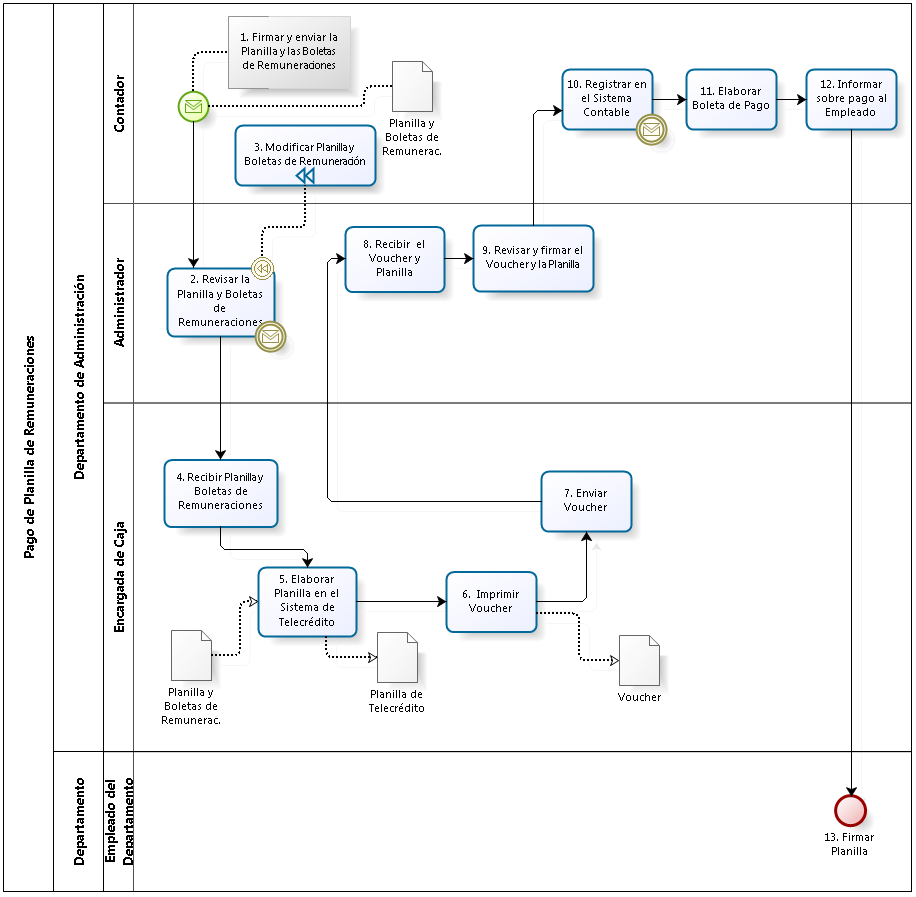 Pago de Planilla de Remuneraciones
Departamento de Administración
Contador
1. Firmar y enviar la
Planilla y las Boletas
de Remuneraciones
Planilla y
Boletas de
Remunerac.
3. Modificar Planilla y
Boletas de Remuneración
10. Registrar en
el Sistema
Contable
11. Elaborar
Boleta de Pago
12. Informar
sobre pago al
Empleado
Administrador
2. Revisar la
Planilla y Boletas
de
Remuneraciones
8. Recibir el
Voucher y
Planilla
9. Revisar y firmar el
Voucher y la Planilla
Encargada de Caja
4. Recibir Planilla y
Boletas de
Remuneraciones
7. Enviar
Voucher
5. Elaborar
Planilla en el
Sistema de
Telecrédito
6. Imprimir
Voucher
Planilla y
Boletas de
Remunerac.
Planilla de
Telecrédito
Voucher
Departamento
Empleado del
Departamento
13. Firmar
Planilla